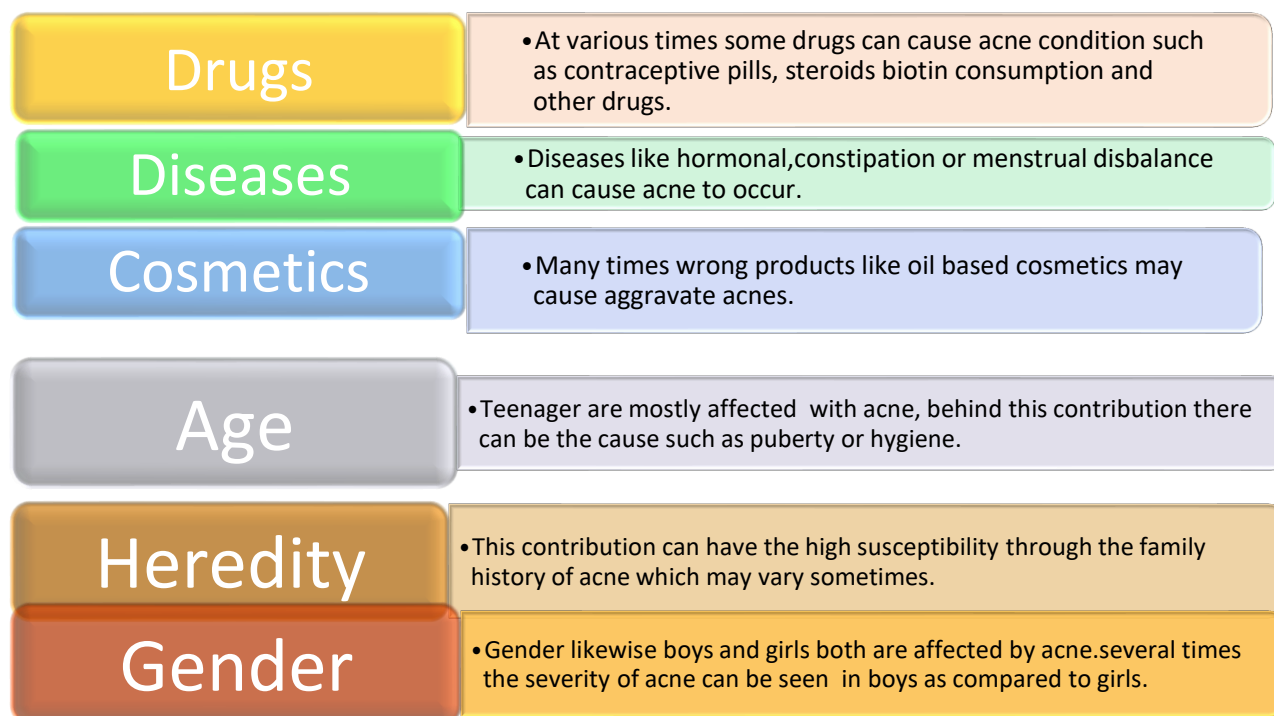 Drugs
•At various times some drugs can cause acne condition such
as contraceptive pills, steroids biotin consumption and
other drugs.
Diseases
•Diseases like hormonal,constipation or menstrual disbalance
can cause acne to occur.
Cosmetics
•Many times wrong products like oil based cosmetics may
cause aggravate acnes.
Age
•Teenager are mostly affected  with acne, behind this contribution there
can be the cause such as puberty or hygiene.
Heredity
•This contribution can have the high susceptibility through the family
history of acne which may vary sometimes.
Gender
•Gender likewise boys and girls both are affected by acne.several times
the severity of acne can be seen  in boys as compared to girls.